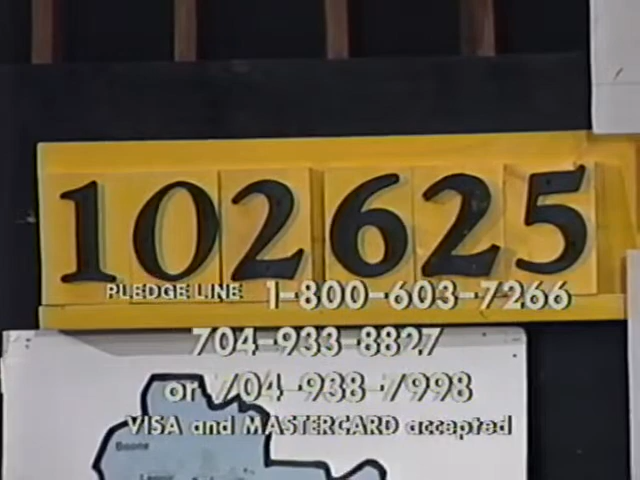 102625
PLEDGE LINE 1-800-603-7266
704-933-8827
or 704-938-7998
VISA and MASTERCARD accepted
Boone
Lenoir